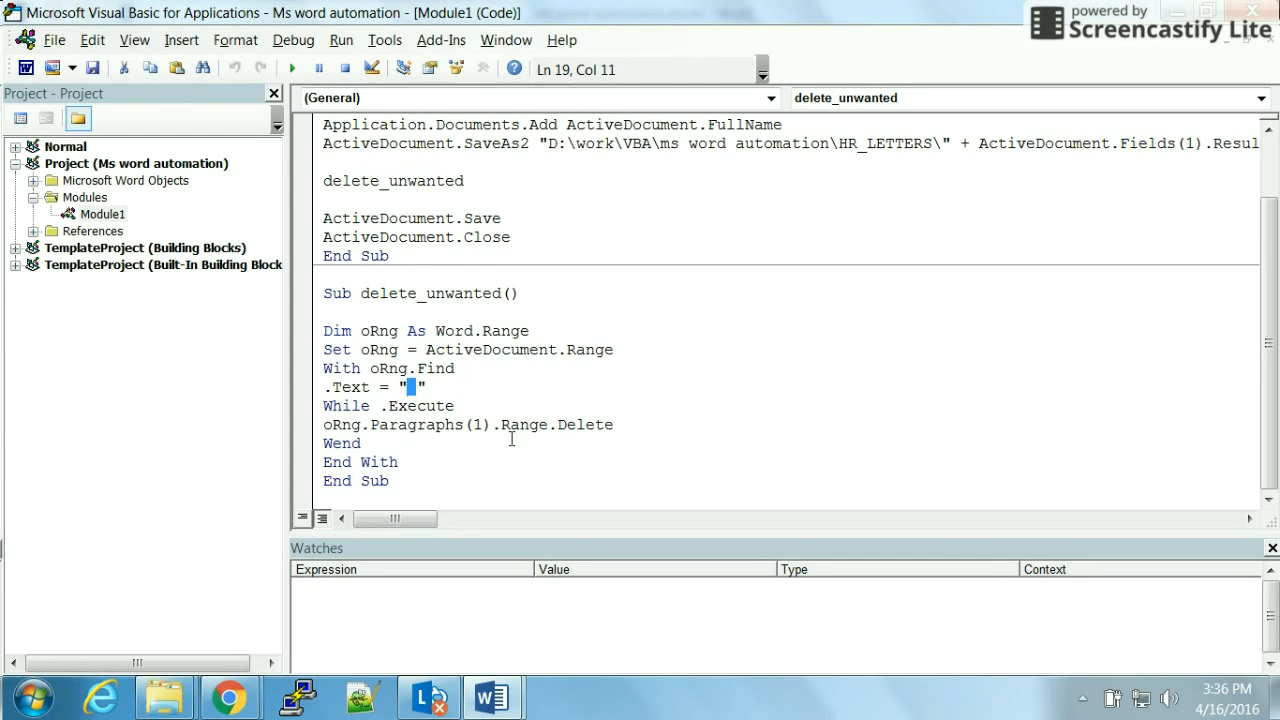 Microsoft Visual Basic for Applications - Ms word automation - [Module1 (Code)]
powered by
Screencastify Lite
File Edit View Insert Format Debug Run Tools Add-Ins Window Help
Ln 19, Col 11
Project - Project
(General)
delete_unwanted
Normal
Project (Ms word automation)
Microsoft Word Objects
Modules
Module1
References
TemplateProject (Building Blocks)
TemplateProject (Built-In Building Block
Application.Documents.Add ActiveDocument.FullName
ActiveDocument.SaveAs2 "D:\work\VBA\ms word automation\HR_LETTERS\" + ActiveDocument.Fields(1).Resul
delete_unwanted
ActiveDocument.Save
ActiveDocument.Close
End Sub
Sub delete_unwanted()
Dim oRng As Word.Range
Set oRng = ActiveDocument.Range
With oRng.Find
.Text = " "
While .Execute
oRng.Paragraphs(1).Range.Delete
Wend
End With
End Sub
Watches
Expression Value Type Context
3:36 PM
4/16/2016